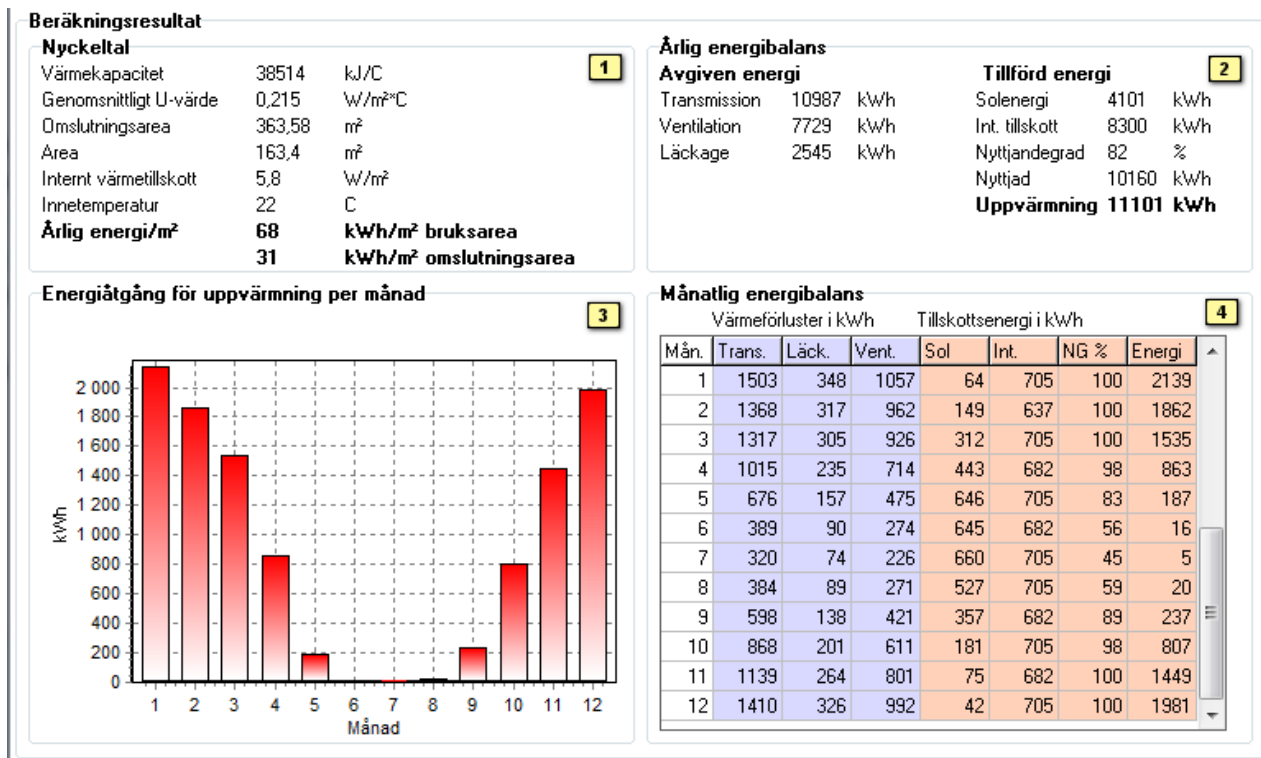 Beräkningsresultat
Nyckeltal
1
Värmekapacitet 38514 kJ/C
Genomsnittligt U-värde 0,215 W/m²*C
Omslutningsarea 363,58 m²
Area 163,4 m²
Internt värmetillskott 5,8 W/m²
Innetemperatur 22 C
Årlig energi/m² 68 kWh/m² bruksarea
31 kWh/m² omslutningsarea
Årlig energibalans
2
Avgiven energi Tillförd energi
Transmission 10987 kWh Solenergi 4101 kWh
Ventilation 7729 kWh Int. tillskott 8300 kWh
Läckage 2545 kWh Nyttjandegrad 82 %
Nyttjad 10160 kWh
Uppvärmning 11101 kWh
Energiåtgång för uppvärmning per månad
3
kWh
2 000
1 800
1 600
1 400
1 200
1 000
800
600
400
200
0
1 2 3 4 5 6 7 8 9 10 11 12
Månad
Månatlig energibalans
4
Värmeförluster i kWh Tillskottsenergi i kWh
Mån. Trans. Läck. Vent. Sol Int. NG % Energi
1 1503 348 1057 64 705 100 2139
2 1368 317 962 149 637 100 1862
3 1317 305 926 312 705 100 1535
4 1015 235 714 443 682 98 863
5 676 157 475 646 705 83 187
6 389 90 274 645 682 56 16
7 320 74 226 660 705 45 5
8 384 89 271 527 705 59 20
9 598 138 421 357 682 89 237
10 868 201 611 181 705 98 807
11 1139 264 801 75 682 100 1449
12 1410 326 992 42 705 100 1981